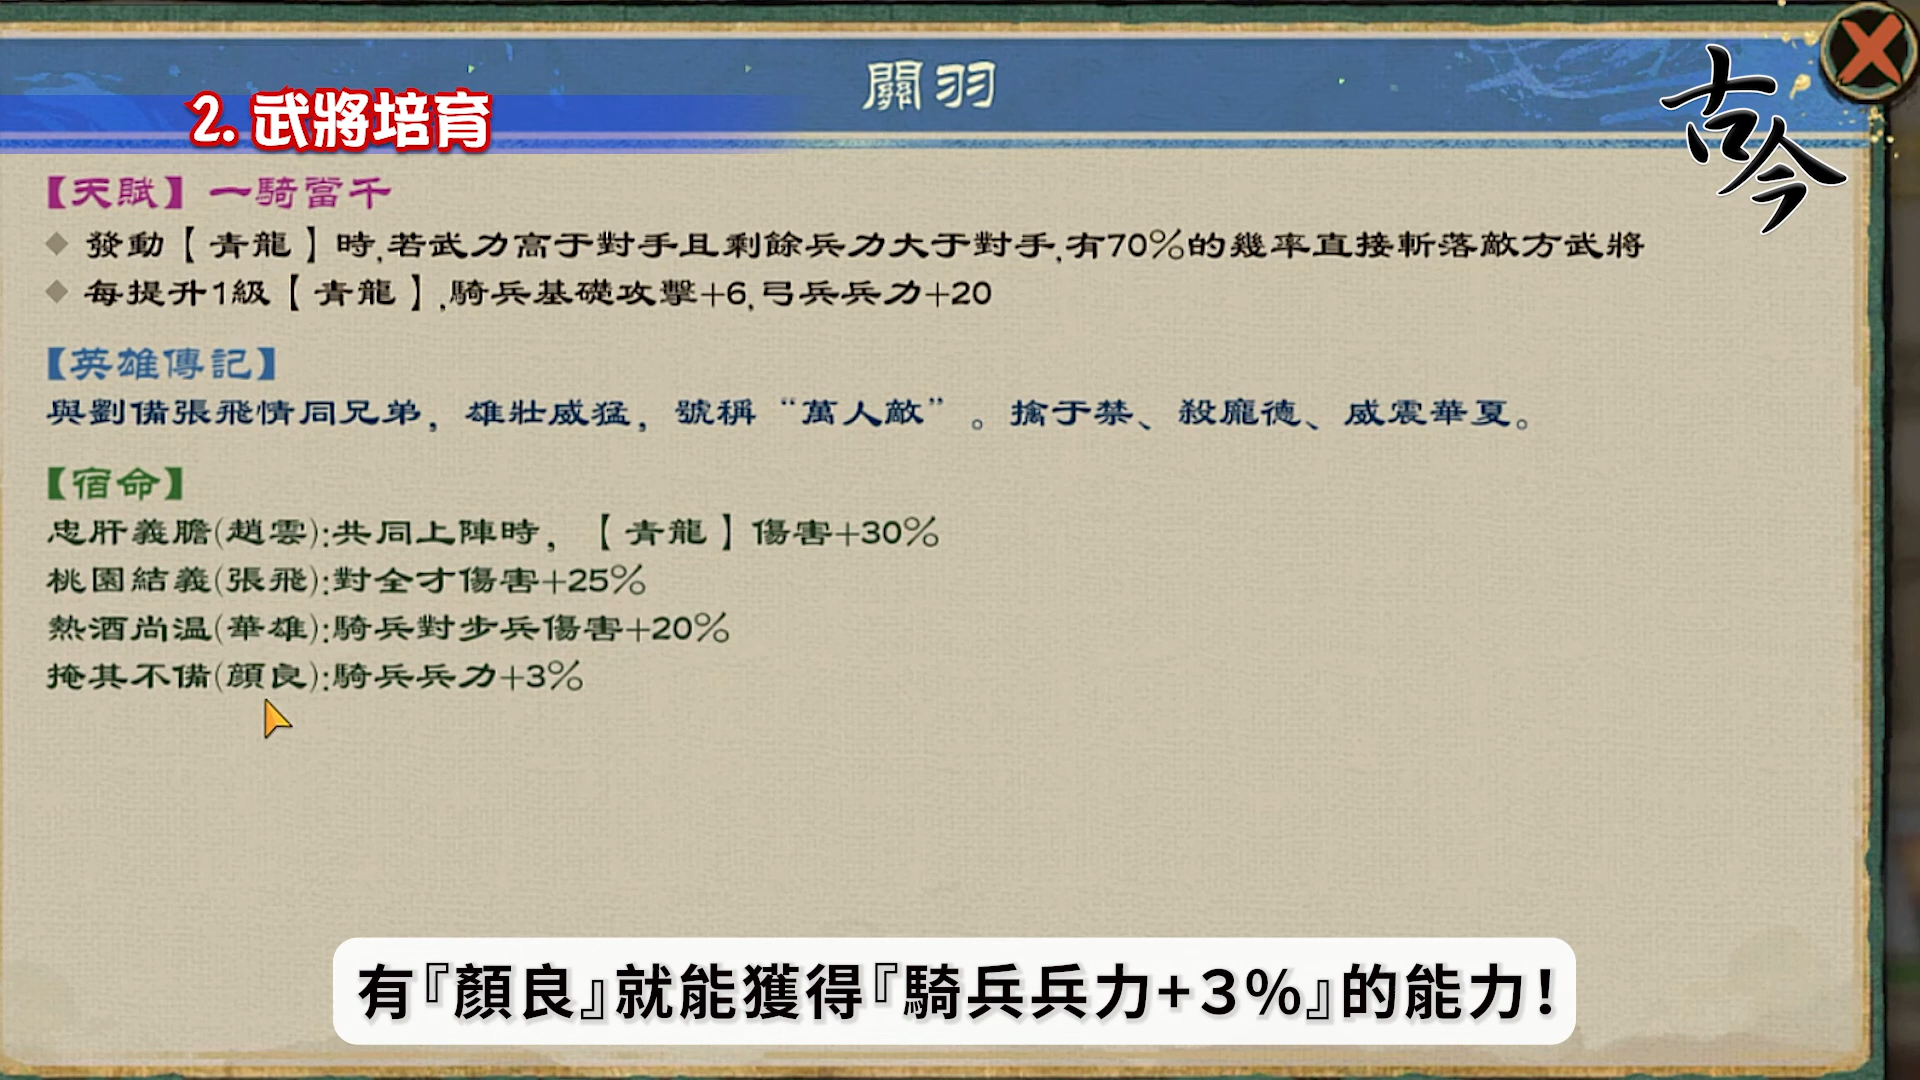 關羽
古今
2. 武將培育
【天賦】一騎當千
◆ 發動【青龍】時,若武力高于對手且剩餘兵力大于對手,有70%的幾率直接斬落敵方武將
◆ 每提升1級【青龍】,騎兵基礎攻擊+6,弓兵兵力+20
【英雄傳記】
與劉備張飛情同兄弟，雄壯威猛，號稱“萬人敵”。擒于禁、殺龐德、威震華夏。
【宿命】
忠肝義膽(趙雲):共同上陣時，【青龍】傷害+30%
桃園結義(張飛):對全才傷害+25%
熱酒尚温(華雄):騎兵對步兵傷害+20%
掩其不備(顔良):騎兵兵力+3%
有『顏良』就能獲得『騎兵兵力+3%』的能力!